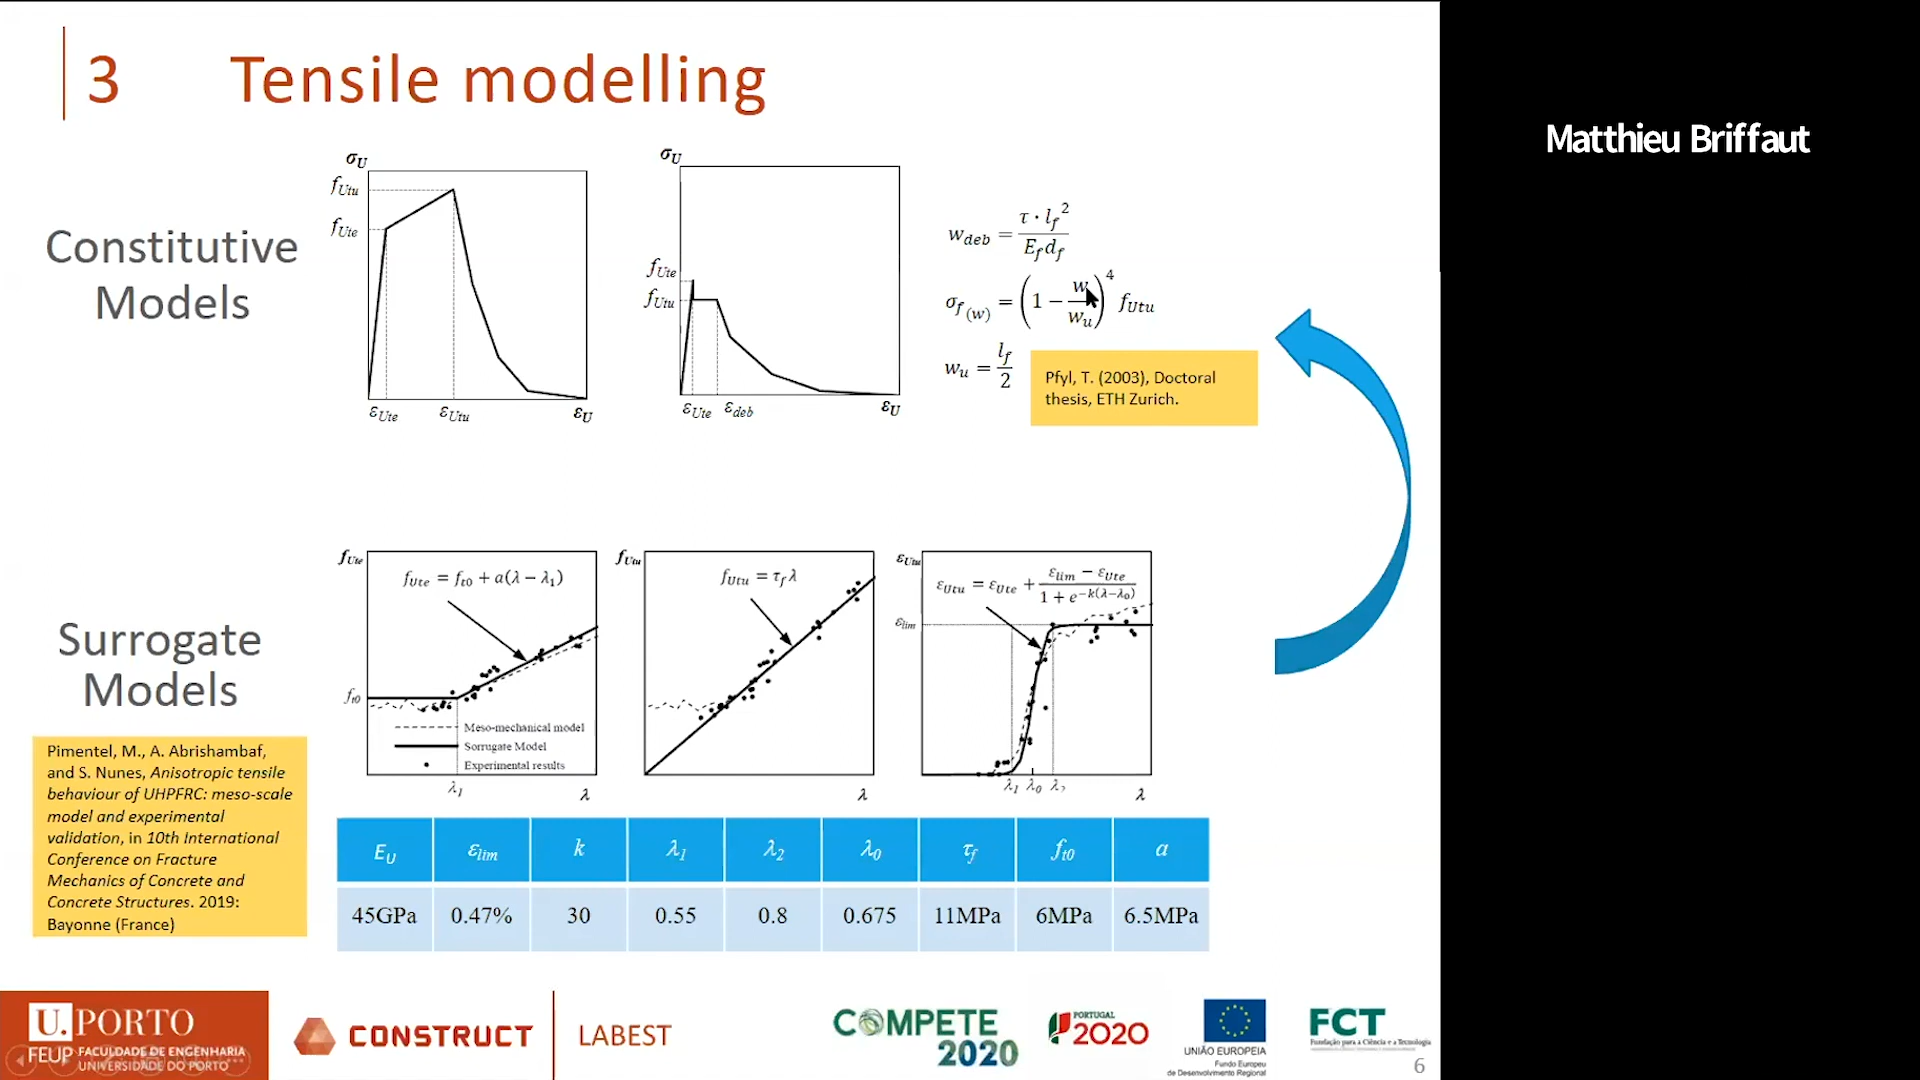 3 Tensile modelling
Matthieu Briffaut
Constitutive
Models
σU
fUtu
fUte
εUte εUtu εU
σU
fUte
fUtu
εUte εdeb εU
wdeb = τ · lf² / Ef df
σf(w) = (1 − w/wu)⁴ fUtu
wu = lf/2
Pfyl, T. (2003), Doctoral
thesis, ETH Zurich.
Surrogate
Models
fUte
fUte = ft0 + a(λ − λ1)
ft0
Meso-mechanical model
Sorrugate Model
Experimental results
λ1 λ
fUtu
fUtu = τf λ
λ
εUtu
εUtu = εUte + (εlim − εUte) / (1 + e^−k(λ−λ0))
εlim
λ1 λ0 λ2 λ
Pimentel, M., A. Abrishambaf,
and S. Nunes, Anisotropic tensile
behaviour of UHPFRC: meso-scale
model and experimental
validation, in 10th International
Conference on Fracture
Mechanics of Concrete and
Concrete Structures. 2019:
Bayonne (France)
EU εlim k λ1 λ2 λ0 τf ft0 a
45GPa 0.47% 30 0.55 0.8 0.675 11MPa 6MPa 6.5MPa
U.PORTO
FEUP FACULDADE DE ENGENHARIA
UNIVERSIDADE DO PORTO
CONSTRUCT
LABEST
COMPETE
2020
PORTUGAL
2020
UNIÃO EUROPEIA
Fundo Europeu
de Desenvolvimento Regional
FCT
Fundação para a Ciência e a Tecnologia
6